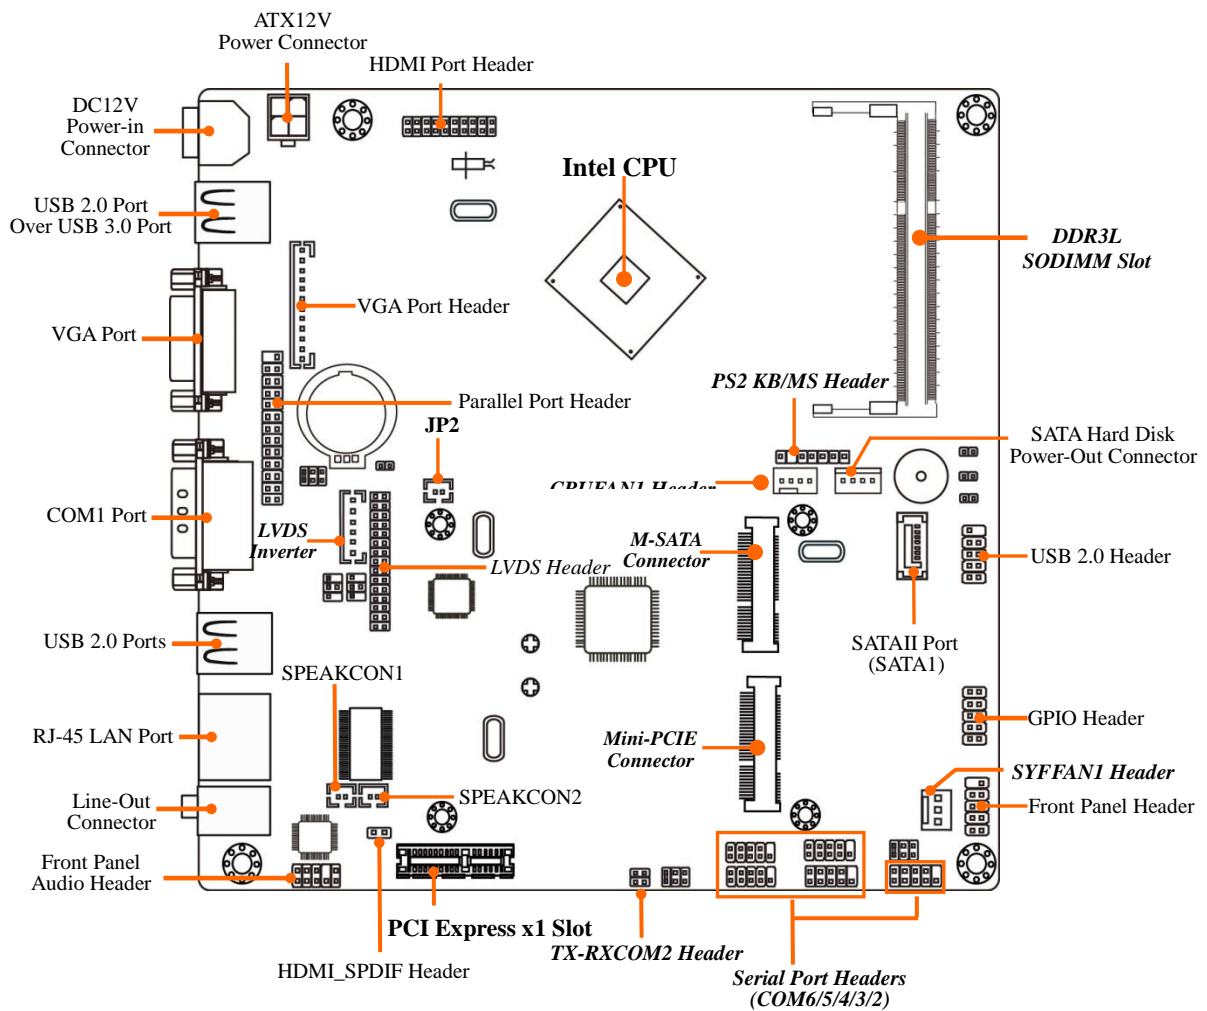 ATX12V
Power Connector
HDMI Port Header
DC12V
Power-in
Connector
Intel CPU
USB 2.0 Port
Over USB 3.0 Port
DDR3L
SODIMM Slot
VGA Port Header
VGA Port
PS2 KB/MS Header
Parallel Port Header
JP2
SATA Hard Disk
Power-Out Connector
CPUFAN1 Header
COM1 Port
LVDS
Inverter
M-SATA
Connector
USB 2.0 Header
LVDS Header
USB 2.0 Ports
SATAII Port
(SATA1)
SPEAKCON1
GPIO Header
RJ-45 LAN Port
Mini-PCIE
Connector
SYFFAN1 Header
Line-Out
Connector
SPEAKCON2
Front Panel Header
Front Panel
Audio Header
PCI Express x1 Slot
TX-RXCOM2 Header
HDMI_SPDIF Header
Serial Port Headers
(COM6/5/4/3/2)